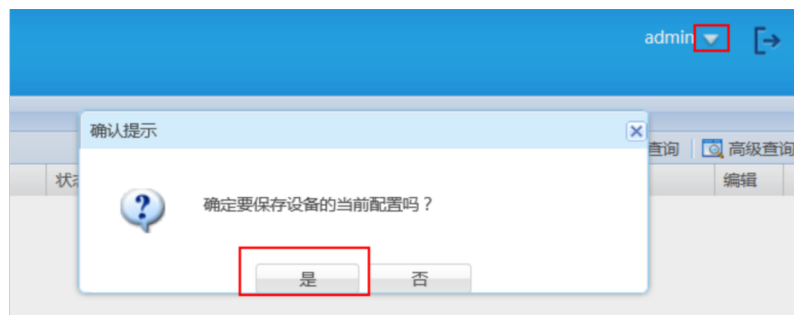 admin
确认提示
查询 高级查询
状态 编辑
确定要保存设备的当前配置吗？
是 否